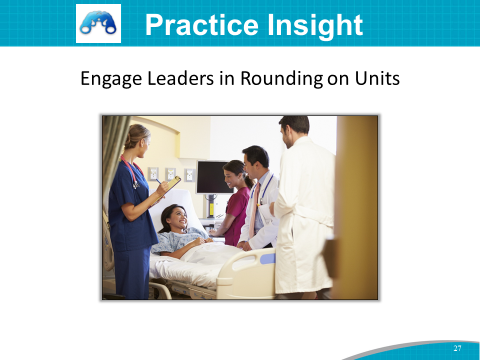 Practice Insight
Engage Leaders in Rounding on Units
27